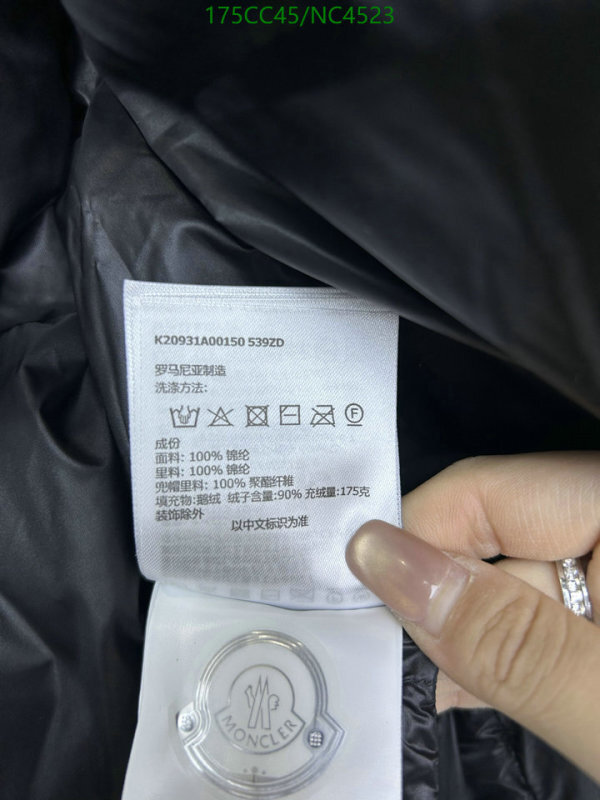 175CC45/NC4523
K20931A00150 539ZD
罗马尼亚制造
洗涤方法:
F
成份
面料: 100% 锦纶
里料: 100% 锦纶
兜帽里料: 100% 聚酯纤维
填充物: 鹅绒 绒子含量:90% 充绒量:175克
装饰除外
以中文标识为准
MONCLER